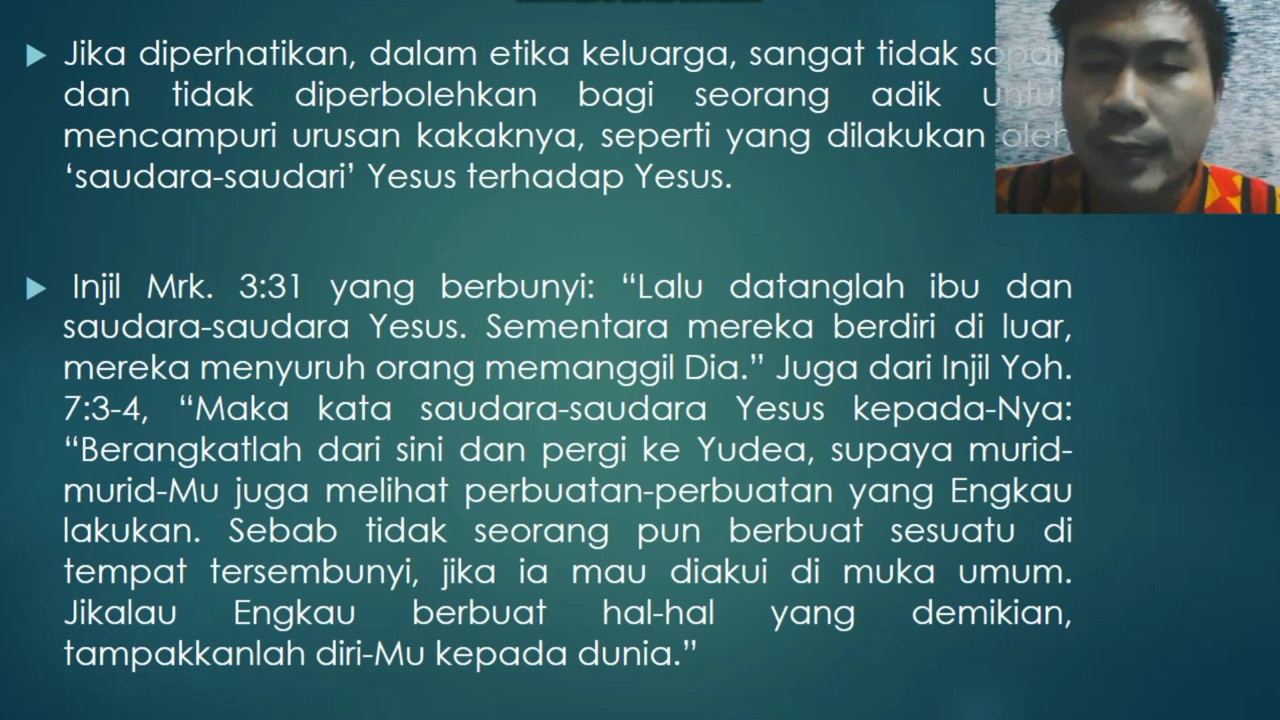 Jika diperhatikan, dalam etika keluarga, sangat tidak sopan
dan tidak diperbolehkan bagi seorang adik untuk
mencampuri urusan kakaknya, seperti yang dilakukan oleh
‘saudara-saudari’ Yesus terhadap Yesus.
Injil Mrk. 3:31 yang berbunyi: “Lalu datanglah ibu dan
saudara-saudara Yesus. Sementara mereka berdiri di luar,
mereka menyuruh orang memanggil Dia.” Juga dari Injil Yoh.
7:3-4, “Maka kata saudara-saudara Yesus kepada-Nya:
“Berangkatlah dari sini dan pergi ke Yudea, supaya murid-
murid-Mu juga melihat perbuatan-perbuatan yang Engkau
lakukan. Sebab tidak seorang pun berbuat sesuatu di
tempat tersembunyi, jika ia mau diakui di muka umum.
Jikalau Engkau berbuat hal-hal yang demikian,
tampakkanlah diri-Mu kepada dunia.”